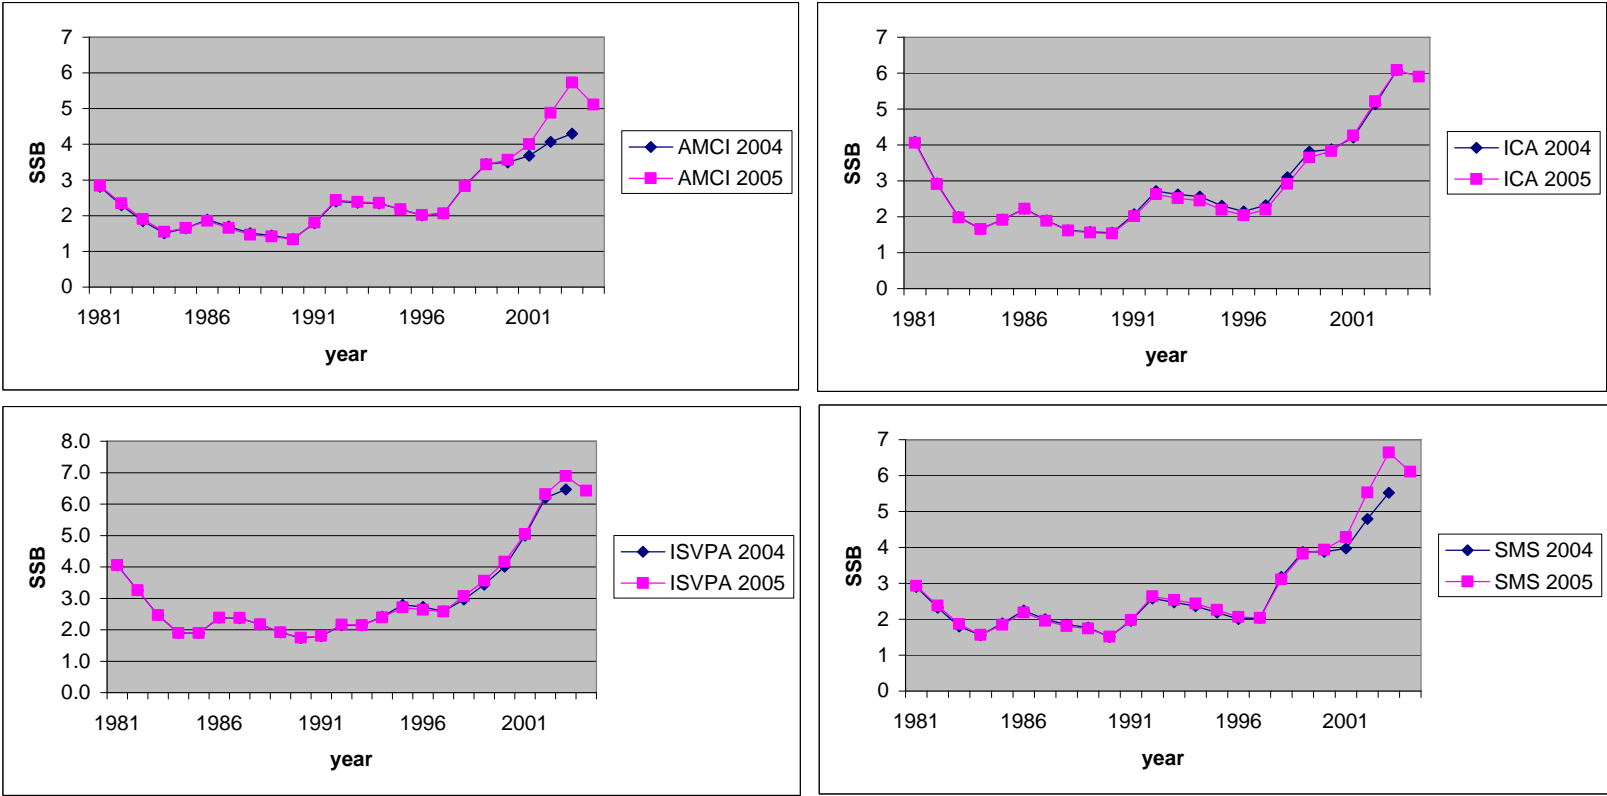 7
6
5
4
3
2
1
0
SSB
1981 1986 1991 1996 2001
year
AMCI 2004
AMCI 2005
7
6
5
4
3
2
1
0
SSB
1981 1986 1991 1996 2001
year
ICA 2004
ICA 2005
8.0
7.0
6.0
5.0
4.0
3.0
2.0
1.0
0.0
SSB
1981 1986 1991 1996 2001
year
ISVPA 2004
ISVPA 2005
7
6
5
4
3
2
1
0
SSB
1981 1986 1991 1996 2001
year
SMS 2004
SMS 2005